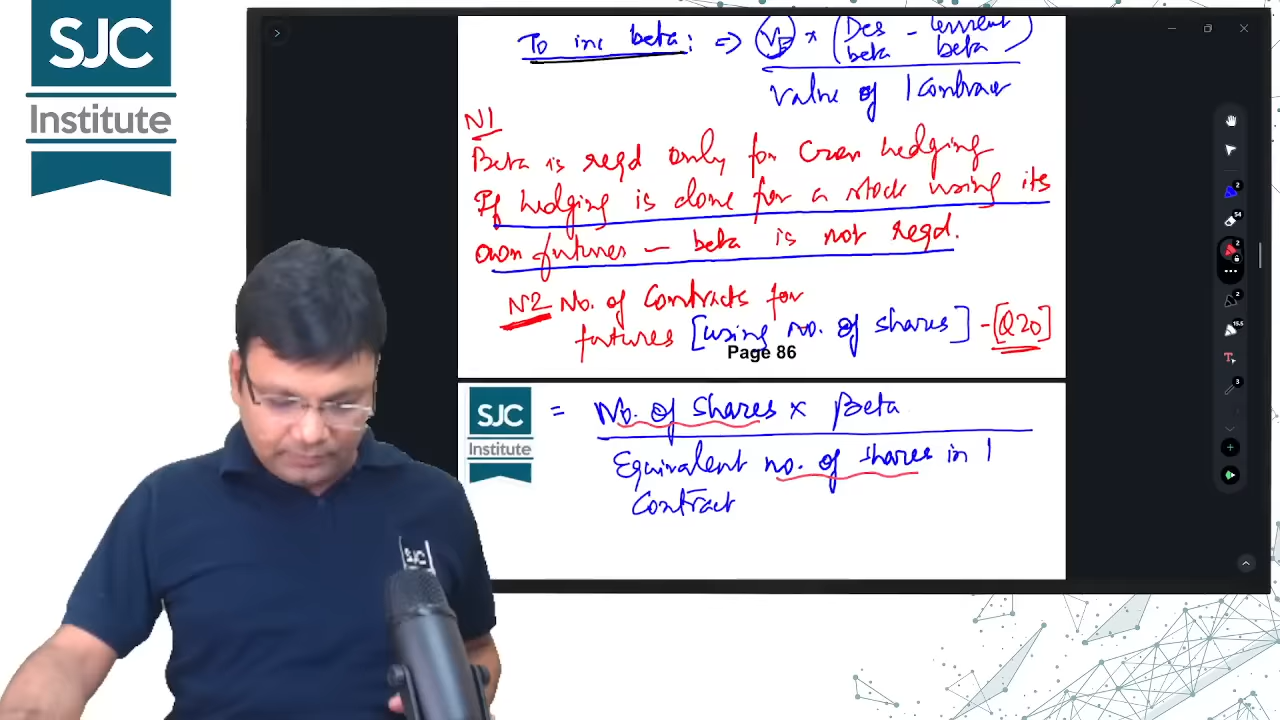 SJC
Institute
To inc beta: => VF × (Des beta - current beta)
Value of 1 contract
N1
Beta is reqd only for Cross hedging
If hedging is done for a stock using its
own futures - beta is not reqd.
N2 No. of Contracts for
futures [using no. of shares] - [Q20]
Page 86
SJC
Institute
= No. of shares × Beta
Equivalent no. of shares in 1
Contract
SJC